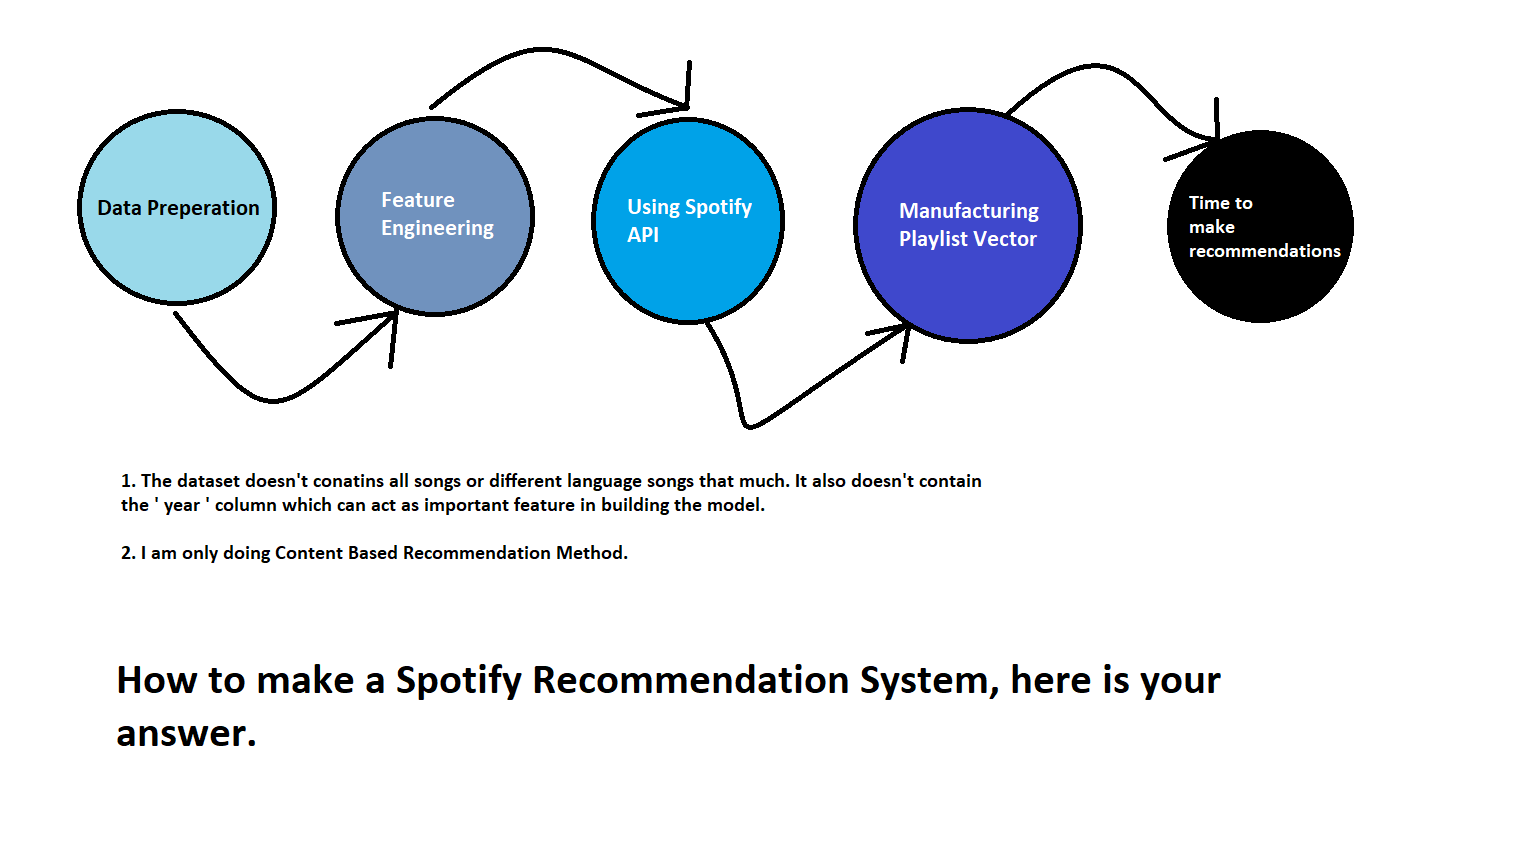 Data Preperation
Feature
Engineering
Using Spotify
API
Manufacturing
Playlist Vector
Time to
make
recommendations
1. The dataset doesn't conatins all songs or different language songs that much. It also doesn't contain
the ' year ' column which can act as important feature in building the model.
2. I am only doing Content Based Recommendation Method.
How to make a Spotify Recommendation System, here is your
answer.